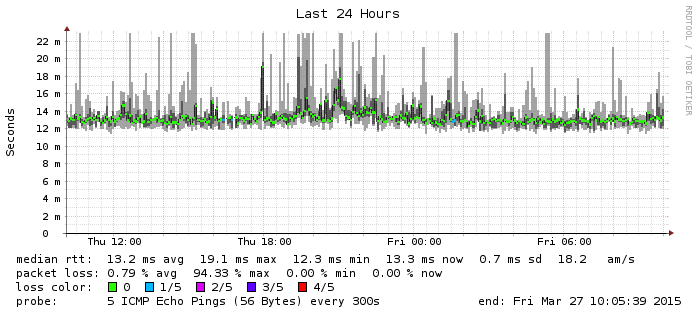 Last 24 Hours
RRDTOOL / TOBI OETIKER
Seconds
22 m
20 m
18 m
16 m
14 m
12 m
10 m
8 m
6 m
4 m
2 m
0
Thu 12:00 Thu 18:00 Fri 00:00 Fri 06:00
median rtt: 13.2 ms avg 19.1 ms max 12.3 ms min 13.3 ms now 0.7 ms sd 18.2 am/s
packet loss: 0.79 % avg 94.33 % max 0.00 % min 0.00 % now
loss color: 0 1/5 2/5 3/5 4/5
probe: 5 ICMP Echo Pings (56 Bytes) every 300s end: Fri Mar 27 10:05:39 2015